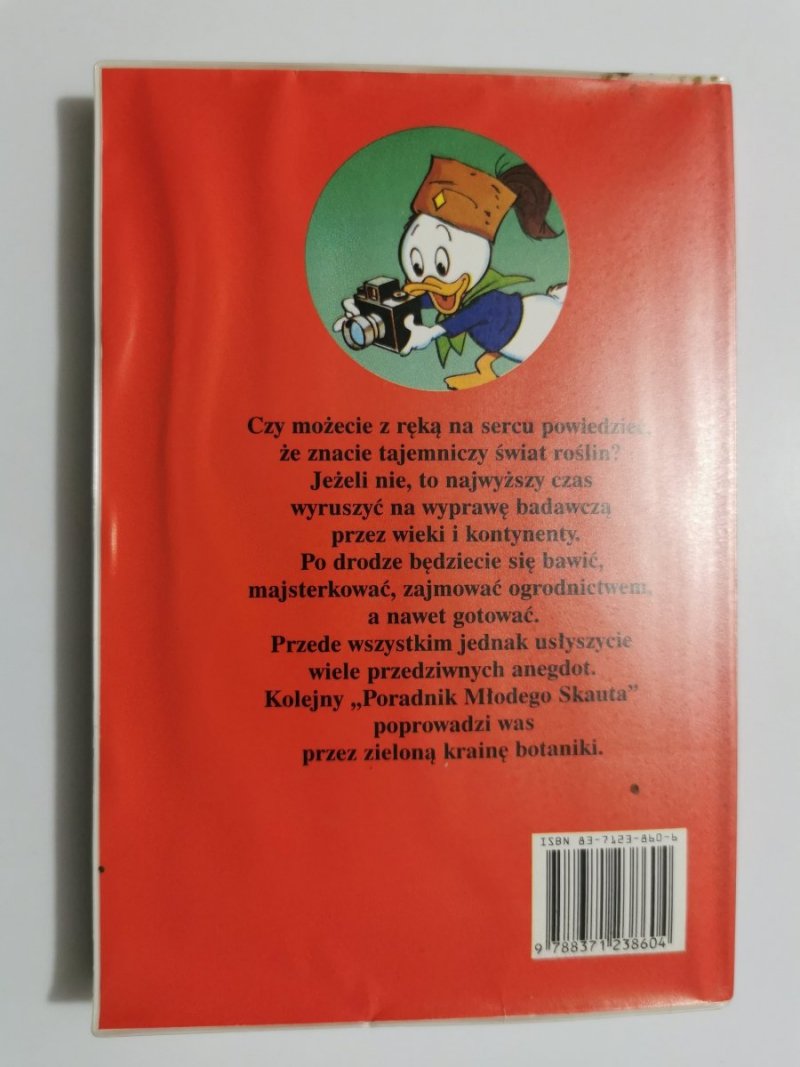 Czy możecie z ręką na sercu powiedzieć,
że znacie tajemniczy świat roślin?
Jeżeli nie, to najwyższy czas
wyruszyć na wyprawę badawczą
przez wieki i kontynenty.
Po drodze będziecie się bawić,
majsterkować, zajmować ogrodnictwem,
a nawet gotować.
Przede wszystkim jednak usłyszycie
wiele przedziwnych anegdot.
Kolejny „Poradnik Młodego Skauta”
poprowadzi was
przez zieloną krainę botaniki.
ISBN 83-7123-860-6
9 788371 238604